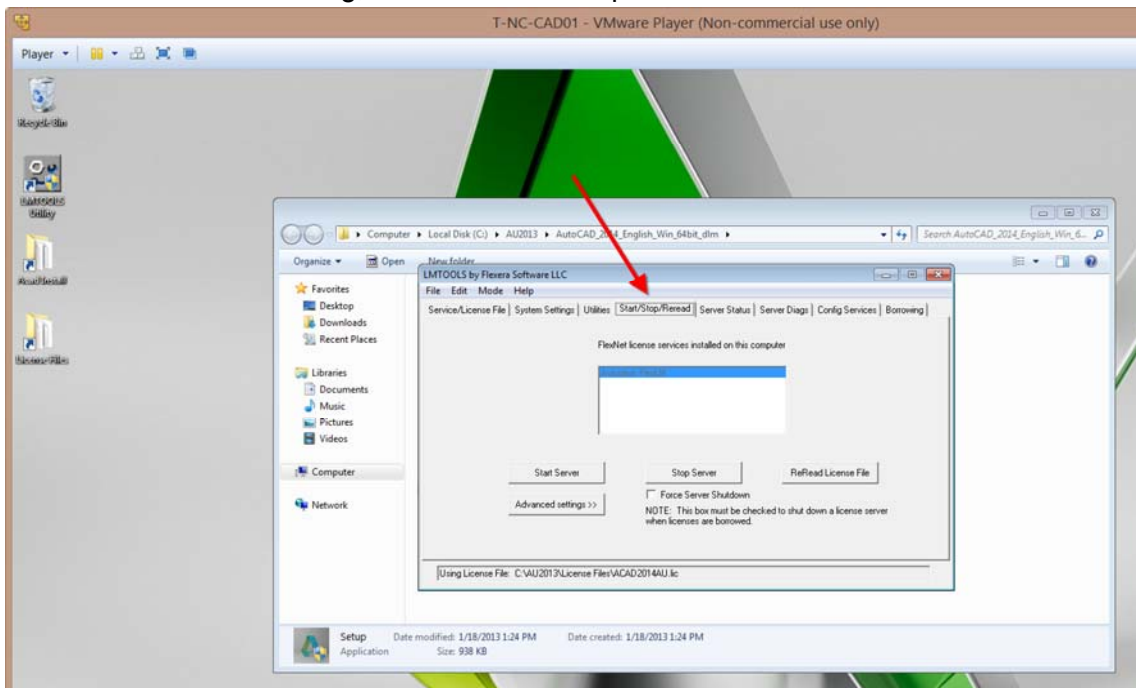 T-NC-CAD01 - VMware Player (Non-commercial use only)
Player
Recycle Bin
LMTOOLS
Utility
Computer ▸ Local Disk (C:) ▸ AU2013 ▸ AutoCAD_2014_English_Win_64bit_dlm ▸
Search AutoCAD_2014_English_Win_6...
Organize
Open
New folder
Favorites
Desktop
Downloads
Recent Places
Libraries
Documents
Music
Pictures
Videos
Computer
Network
LMTOOLS by Flexera Software LLC
File Edit Mode Help
Service/License File | System Settings | Utilities | Start/Stop/Reread | Server Status | Server Diags | Config Services | Borrowing
FlexNet license services installed on this computer
Start Server
Stop Server
ReRead License File
Advanced settings >>
Force Server Shutdown
NOTE: This box must be checked to shut down a license server
when licenses are borrowed.
Using License File: C:\AU2013\License Files\ACAD2014AU.lic
Setup Date modified: 1/18/2013 1:24 PM Date created: 1/18/2013 1:24 PM
Application Size: 938 KB